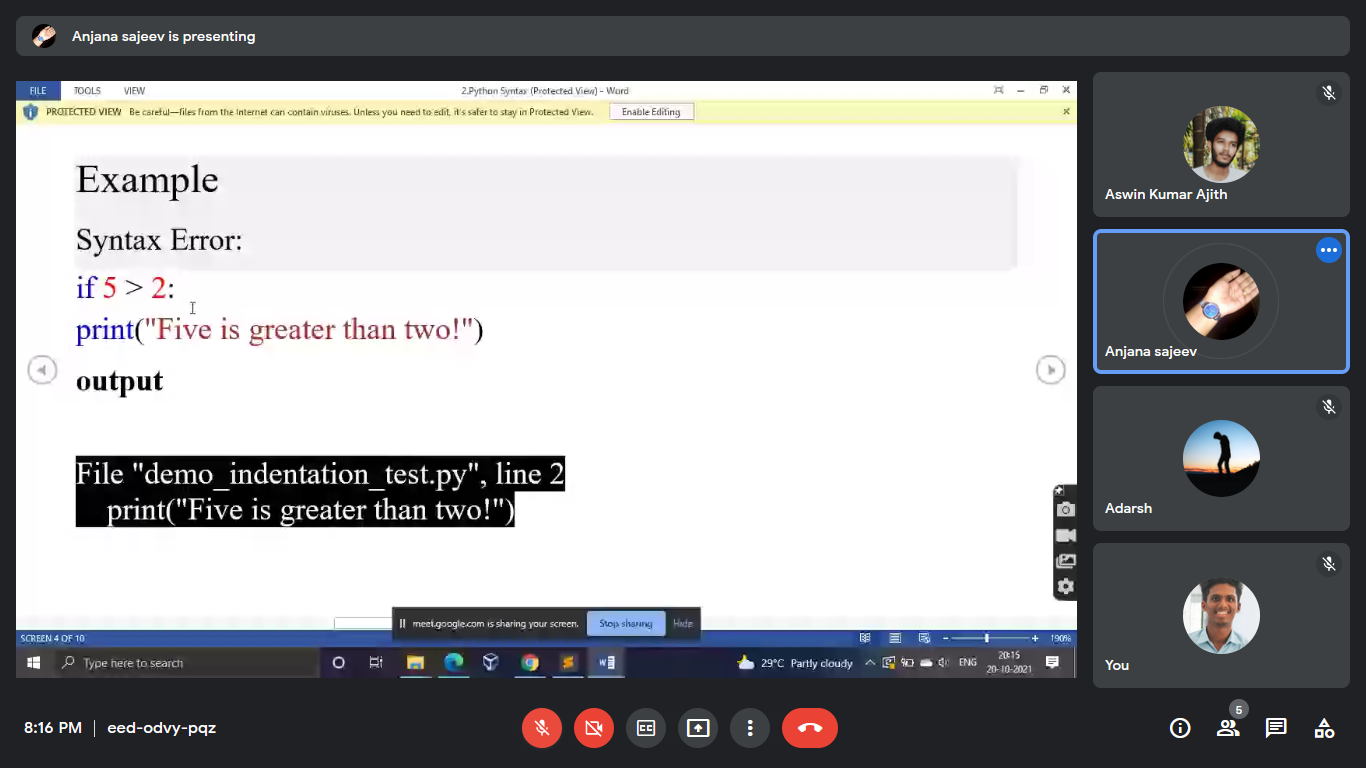 Anjana sajeev is presenting
FILE TOOLS VIEW 2.Python Syntax (Protected View) - Word
PROTECTED VIEW Be careful—files from the Internet can contain viruses. Unless you need to edit, it's safer to stay in Protected View. Enable Editing
Example
Syntax Error:
if 5 > 2:
print("Five is greater than two!")
output
File "demo_indentation_test.py", line 2
print("Five is greater than two!")
meet.google.com is sharing your screen. Stop sharing Hide
SCREEN 4 OF 10 190%
Type here to search 29°C Partly cloudy ENG 20:15
20-10-2021
Aswin Kumar Ajith
Anjana sajeev
Adarsh
You
8:16 PM | eed-odvy-pqz
5